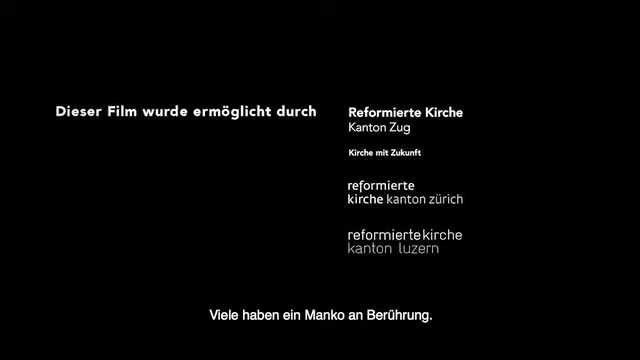 Dieser Film wurde ermöglicht durch
Reformierte Kirche
Kanton Zug
Kirche mit Zukunft
reformierte
kirche kanton zürich
reformierte kirche
kanton luzern
Viele haben ein Manko an Berührung.